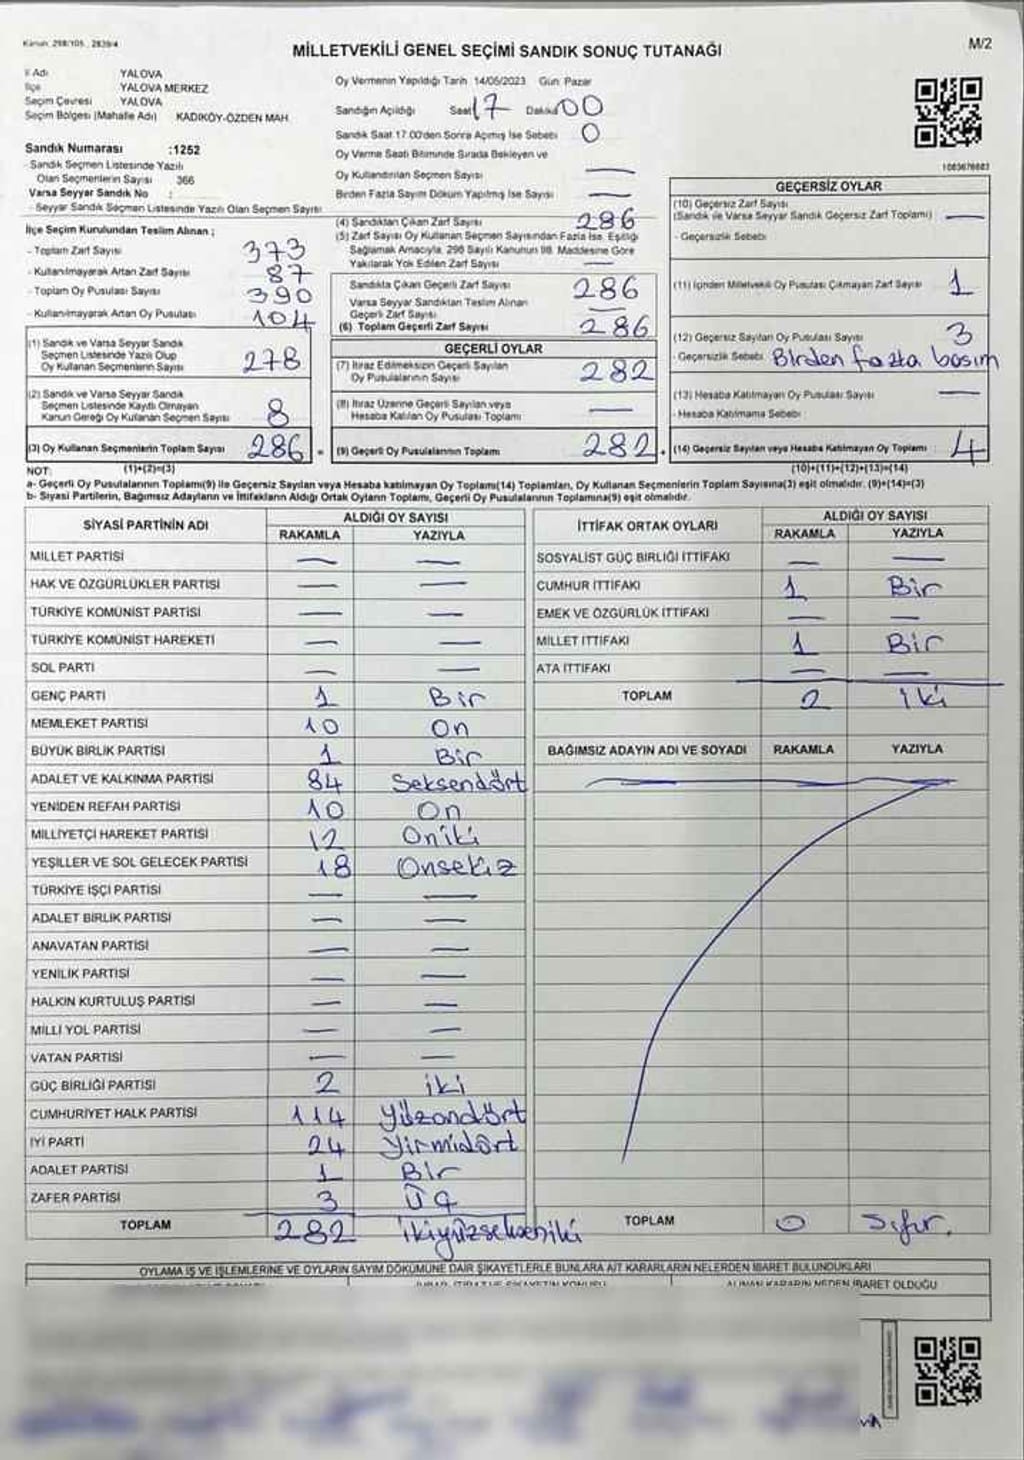 Kanun: 298/105 , 2839/4
M/2
MİLLETVEKİLİ GENEL SEÇİMİ SANDIK SONUÇ TUTANAĞI
İl Adı YALOVA
İlçe YALOVA MERKEZ
Seçim Çevresi YALOVA
Seçim Bölgesi (Mahalle Adı) KADIKÖY-ÖZDEN MAH.
Sandık Numarası :1252
- Sandık Seçmen Listesinde Yazılı
Olan Seçmenlerin Sayısı 366
Varsa Seyyar Sandık No :
- Seyyar Sandık Seçmen Listesinde Yazılı Olan Seçmen Sayısı
İlçe Seçim Kurulundan Teslim Alınan ;
- Toplam Zarf Sayısı 373
- Kullanılmayarak Artan Zarf Sayısı 87
- Toplam Oy Pusulası Sayısı 390
- Kullanılmayarak Artan Oy Pusulası 104
(1) Sandık ve Varsa Seyyar Sandık
Seçmen Listesinde Yazılı Olup
Oy Kullanan Seçmenlerin Sayısı 278
(2) Sandık ve Varsa Seyyar Sandık
Seçmen Listesinde Kayıtlı Olmayan
Kanun Gereği Oy Kullanan Seçmen Sayısı 8
(3) Oy Kullanan Seçmenlerin Toplam Sayısı 286
Oy Vermenin Yapıldığı Tarih 14/05/2023 Gün Pazar
Sandığın Açıldığı Saat 17 Dakika 00
Sandık Saat 17.00'den Sonra Açılmış İse Sebebi 0
Oy Verme Saati Bitiminde Sırada Bekleyen ve
Oy Kullandırılan Seçmen Sayısı —
Birden Fazla Sayım Döküm Yapılmış İse Sayısı —
(4) Sandıktan Çıkan Zarf Sayısı 286
(5) Zarf Sayısı Oy Kullanan Seçmen Sayısından Fazla İse, Eşitliği
Sağlamak Amacıyla, 298 Sayılı Kanunun 98. Maddesine Göre
Yakılarak Yok Edilen Zarf Sayısı —
Sandıkta Çıkan Geçerli Zarf Sayısı 286
Varsa Seyyar Sandıktan Teslim Alınan
Geçerli Zarf Sayısı —
(6) Toplam Geçerli Zarf Sayısı 286
GEÇERLİ OYLAR
(7) İtiraz Edilmeksizin Geçerli Sayılan
Oy Pusulalarının Sayısı 282
(8) İtiraz Üzerine Geçerli Sayılan veya
Hesaba Katılan Oy Pusulası Toplamı —
= (9) Geçerli Oy Pusulalarının Toplamı 282
1083676683
GEÇERSİZ OYLAR
(10) Geçersiz Zarf Sayısı
(Sandık ile Varsa Seyyar Sandık Geçersiz Zarf Toplamı) —
- Geçersizlik Sebebi
(11) İçinden Milletvekili Oy Pusulası Çıkmayan Zarf Sayısı 1
(12) Geçersiz Sayılan Oy Pusulası Sayısı 3
- Geçersizlik Sebebi Birden fazla basım
(13) Hesaba Katılmayan Oy Pusulası Sayısı —
- Hesaba Katılmama Sebebi
(14) Geçersiz Sayılan veya Hesaba Katılmayan Oy Toplamı 4
NOT: (1)+(2)=(3) (10)+(11)+(12)+(13)=(14)
a- Geçerli Oy Pusulalarının Toplamı(9) ile Geçersiz Sayılan veya Hesaba katılmayan Oy Toplamı(14) Toplamları, Oy Kullanan Seçmenlerin Toplam Sayısına(3) eşit olmalıdır. (9)+(14)=(3)
b- Siyasi Partilerin, Bağımsız Adayların ve İttifakların Aldığı Ortak Oyların Toplamı, Geçerli Oy Pusulalarının Toplamına(9) eşit olmalıdır.
SİYASİ PARTİNİN ADI ALDIĞI OY SAYISI
RAKAMLA YAZIYLA
MİLLET PARTİSİ — —
HAK VE ÖZGÜRLÜKLER PARTİSİ — —
TÜRKİYE KOMÜNİST PARTİSİ — —
TÜRKİYE KOMÜNİST HAREKETİ — —
SOL PARTİ — —
GENÇ PARTİ 1 Bir
MEMLEKET PARTİSİ 10 On
BÜYÜK BİRLİK PARTİSİ 1 Bir
ADALET VE KALKINMA PARTİSİ 84 Seksendört
YENİDEN REFAH PARTİSİ 10 On
MİLLİYETÇİ HAREKET PARTİSİ 12 Oniki
YEŞİLLER VE SOL GELECEK PARTİSİ 18 Onsekiz
TÜRKİYE İŞÇİ PARTİSİ — —
ADALET BİRLİK PARTİSİ — —
ANAVATAN PARTİSİ — —
YENİLİK PARTİSİ — —
HALKIN KURTULUŞ PARTİSİ — —
MİLLİ YOL PARTİSİ — —
VATAN PARTİSİ — —
GÜÇ BİRLİĞİ PARTİSİ 2 iki
CUMHURİYET HALK PARTİSİ 114 Yüzondört
İYİ PARTİ 24 Yirmidört
ADALET PARTİSİ 1 Bir
ZAFER PARTİSİ 3 Üç
TOPLAM 282 ikiyüzsekseniki
İTTİFAK ORTAK OYLARI ALDIĞI OY SAYISI
RAKAMLA YAZIYLA
SOSYALİST GÜÇ BİRLİĞİ İTTİFAKI — —
CUMHUR İTTİFAKI 1 Bir
EMEK VE ÖZGÜRLÜK İTTİFAKI — —
MİLLET İTTİFAKI 1 Bir
ATA İTTİFAKI — —
TOPLAM 2 iki
BAĞIMSIZ ADAYIN ADI VE SOYADI RAKAMLA YAZIYLA
TOPLAM 0 Sıfır.
OYLAMA İŞ VE İŞLEMLERİNE VE OYLARIN SAYIM DÖKÜMÜNE DAİR ŞİKAYETLERLE BUNLARA AİT KARARLARIN NELERDEN İBARET BULUNDUKLARI
ALINAN KARARIN NEDEN İBARET OLDUĞU